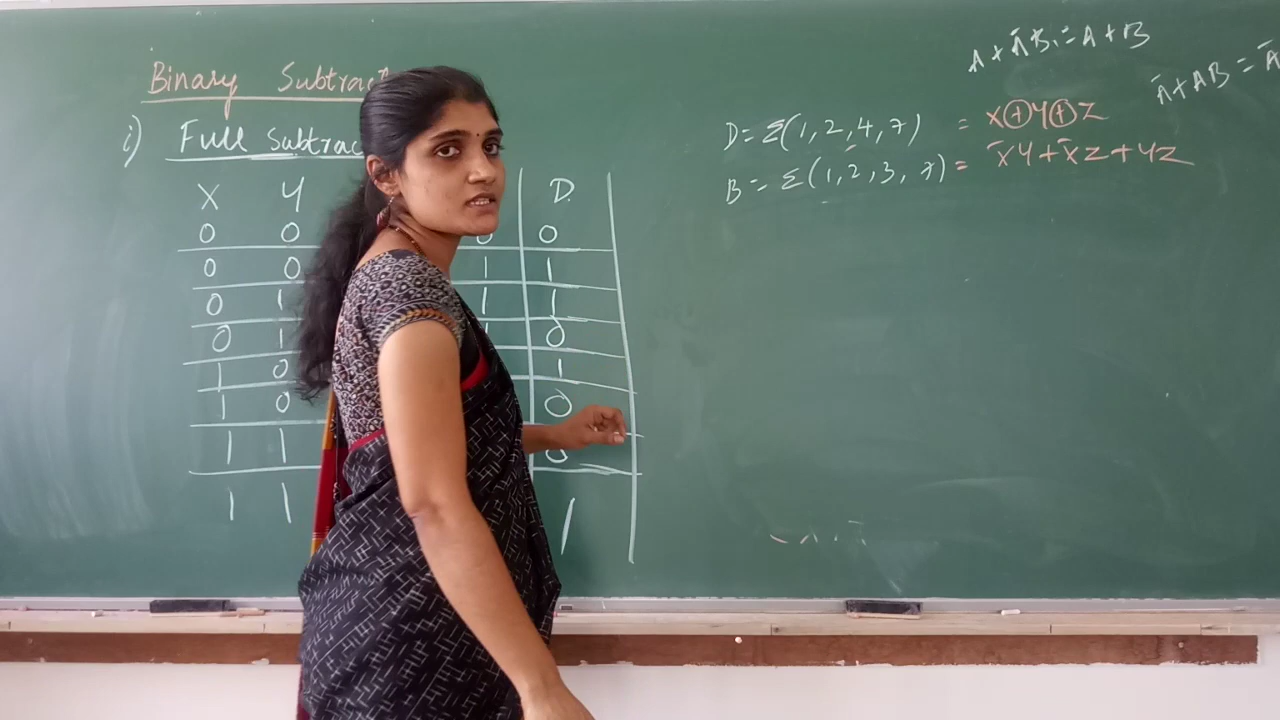 Binary Subtract
i) Full Subtrac
X Y D
0 0 0 0
0 0 1 1
0 1 1 1
0 1 1 0
1 0 1
1 0 0
1 1 0
1 1 1
A + A̅B = A + B
A̅ + AB = A̅
D = Σ(1, 2, 4, 7) = X⊕Y⊕Z
B = Σ(1, 2, 3, 7) = X̅Y + X̅Z + YZ